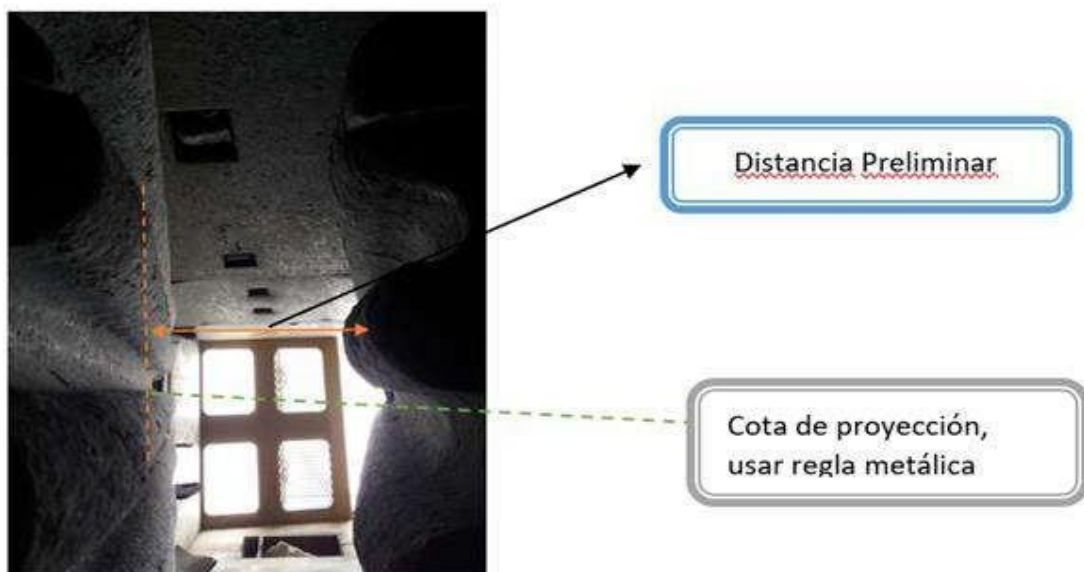 Distancia Preliminar
Cota de proyección,
usar regla metálica